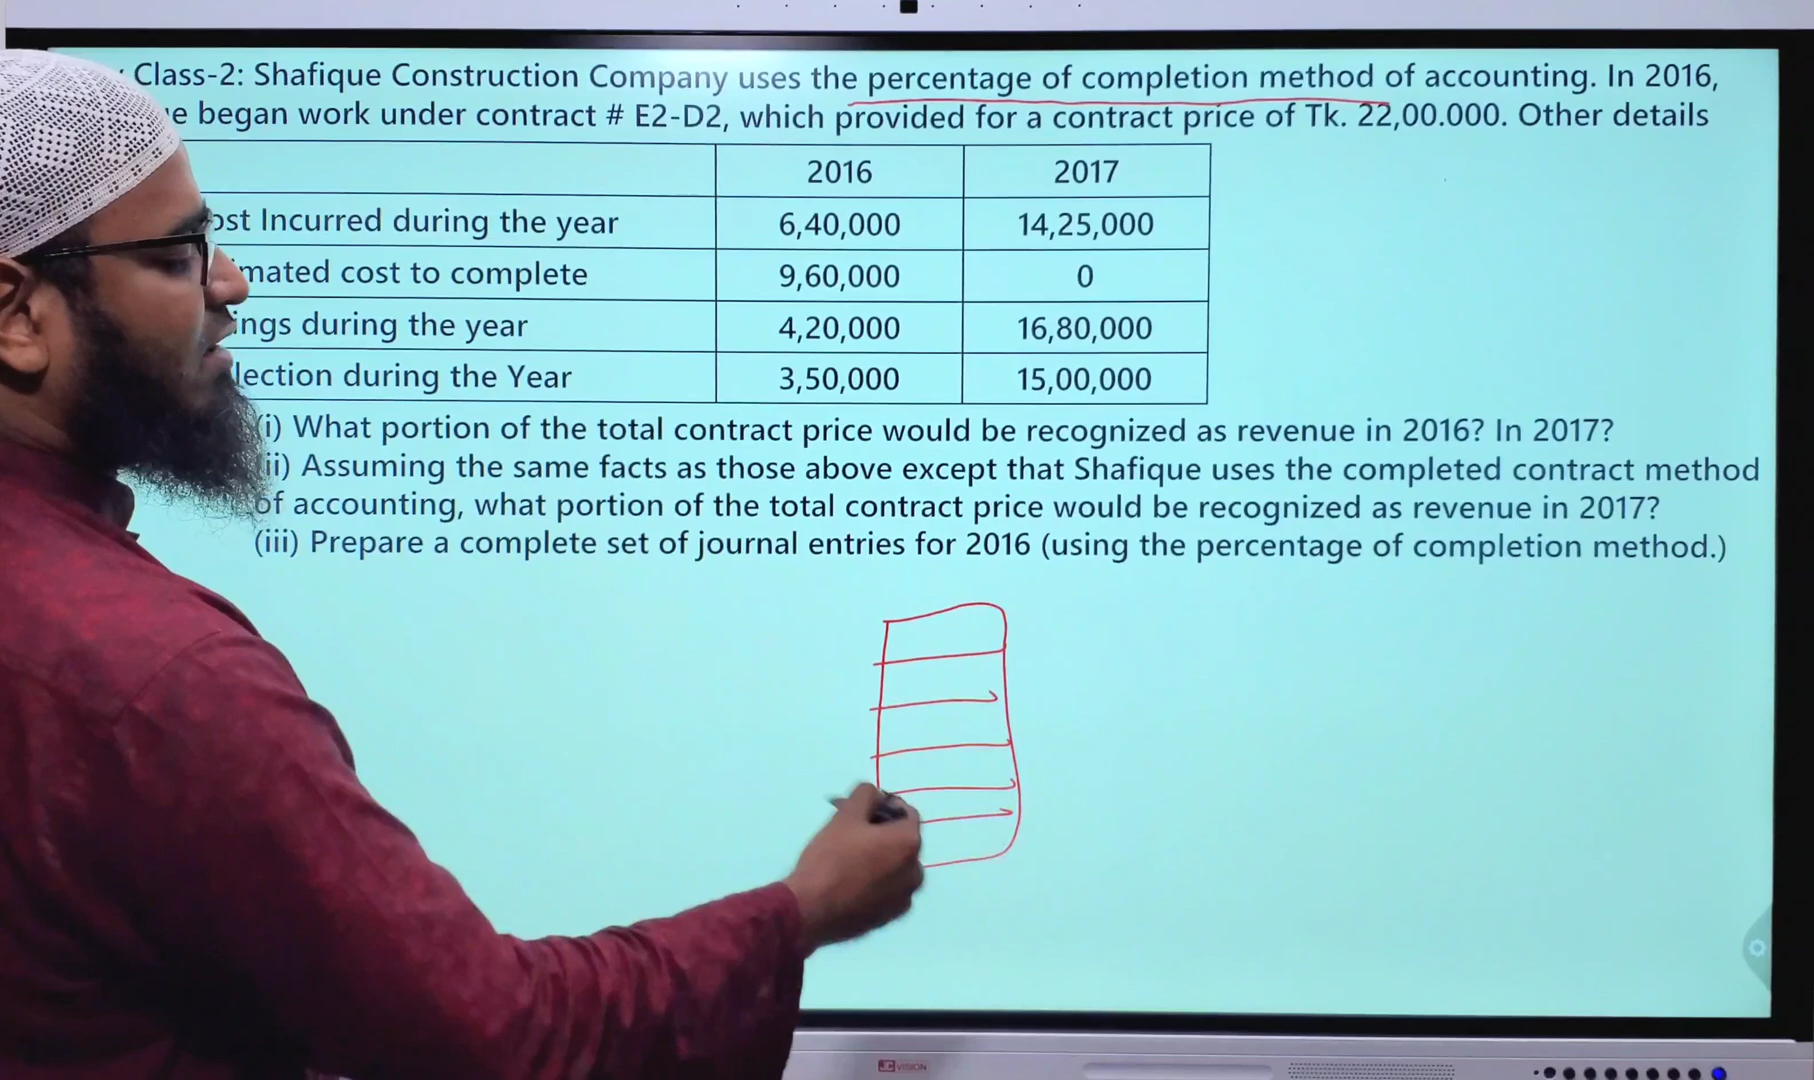 Class-2: Shafique Construction Company uses the percentage of completion method of accounting. In 2016,
began work under contract # E2-D2, which provided for a contract price of Tk. 22,00.000. Other details
2016 2017
Incurred during the year 6,40,000 14,25,000
cost to complete 9,60,000 0
during the year 4,20,000 16,80,000
during the Year 3,50,000 15,00,000
(i) What portion of the total contract price would be recognized as revenue in 2016? In 2017?
(ii) Assuming the same facts as those above except that Shafique uses the completed contract method
of accounting, what portion of the total contract price would be recognized as revenue in 2017?
(iii) Prepare a complete set of journal entries for 2016 (using the percentage of completion method.)
JC VISION